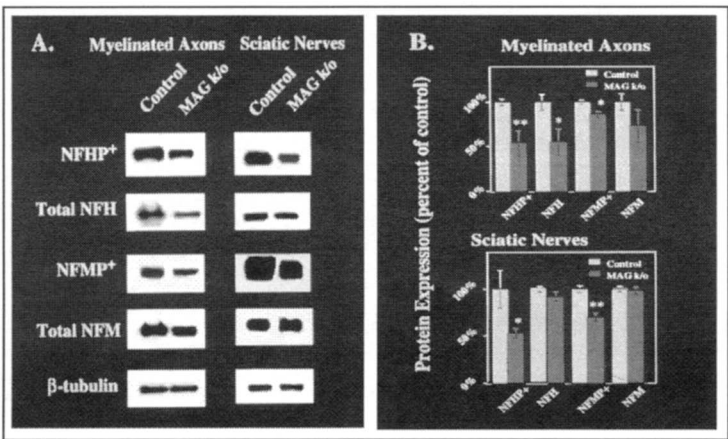 A.
Myelinated Axons Sciatic Nerves
Control MAG k/o Control MAG k/o
NFHP+
Total NFH
NFMP+
Total NFM
β-tubulin
B.
Myelinated Axons
Control
MAG k/o
100%
50%
0%
** * *
NFHP+ NFH NFMP+ NFM
Protein Expression (percent of control)
Sciatic Nerves
Control
MAG k/o
100%
50%
0%
* **
NFHP+ NFH NFMP+ NFM